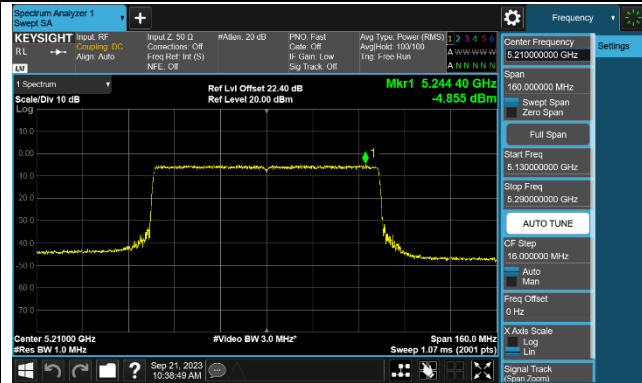 Spectrum Analyzer 1
Swept SA
Frequency
KEYSIGHT
Input: RF
Input Z: 50 Ω
#Atten: 20 dB
PNO: Fast
Avg Type: Power (RMS)
1 2 3 4 5 6
RL
Coupling: DC
Corrections: Off
Gate: Off
Avg|Hold: 100/100
A W W W W W
Align: Auto
Freq Ref: Int (S)
IF Gain: Low
Trig: Free Run
NFE: Off
Sig Track: Off
A N N N N N
LXI
1 Spectrum
Scale/Div 10 dB
Ref Lvl Offset 22.40 dB
Ref Level 20.00 dBm
Mkr1 5.244 40 GHz
-4.855 dBm
Log
10.0
0.00
-10.0
-20.0
-30.0
-40.0
-50.0
-60.0
-70.0
1
Center 5.21000 GHz
#Res BW 1.0 MHz
#Video BW 3.0 MHz*
Span 160.0 MHz
Sweep 1.07 ms (2001 pts)
Sep 21, 2023
10:38:49 AM
Center Frequency
5.210000000 GHz
Span
160.000000 MHz
Swept Span
Zero Span
Full Span
Start Freq
5.130000000 GHz
Stop Freq
5.290000000 GHz
AUTO TUNE
CF Step
16.000000 MHz
Auto
Man
Freq Offset
0 Hz
X Axis Scale
Log
Lin
Signal Track
(Span Zoom)
Settings